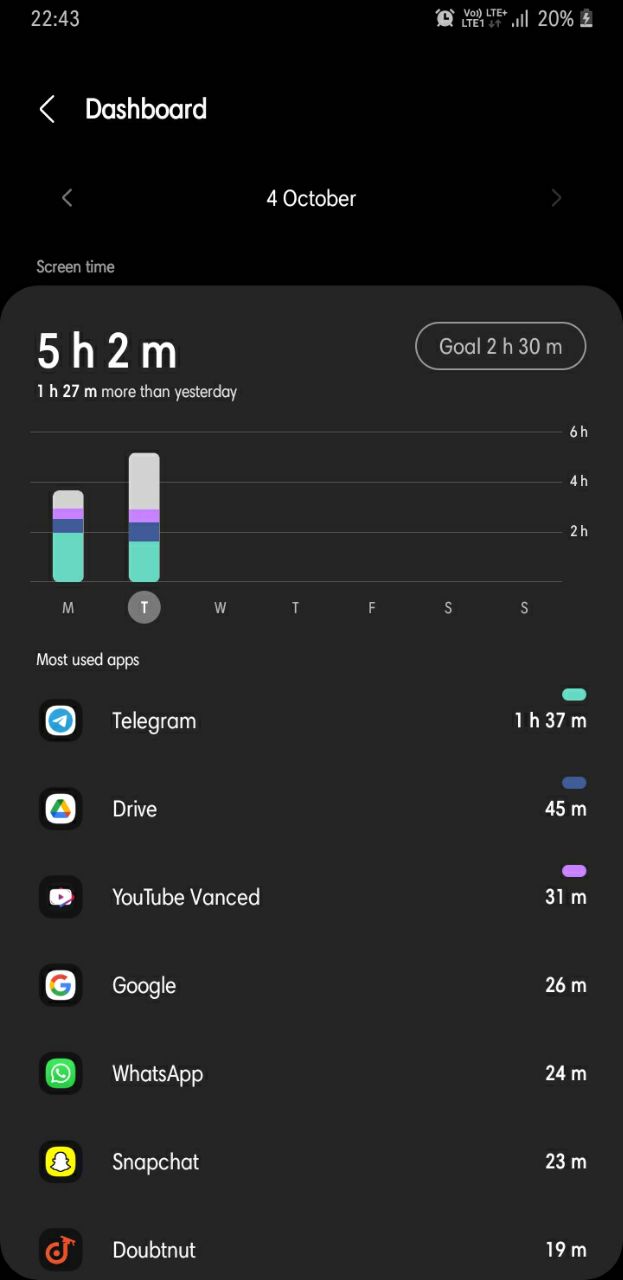 22:43
Vo) LTE+
LTE1
20%
Dashboard
4 October
Screen time
5 h 2 m
Goal 2 h 30 m
1 h 27 m more than yesterday
6 h
4 h
2 h
M T W T F S S
Most used apps
Telegram
1 h 37 m
Drive
45 m
YouTube Vanced
31 m
Google
26 m
WhatsApp
24 m
Snapchat
23 m
Doubtnut
19 m